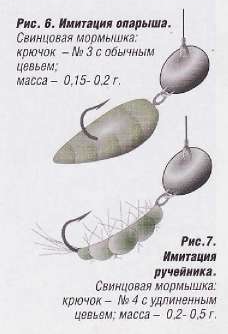 Рис. 6. Имитация опарыша.
Свинцовая мормышка:
крючок – № 3 с обычным
цевьем;
масса – 0,15- 0,2 г.
Рис.7.
Имитация
ручейника.
Свинцовая мормышка:
крючок – № 4 с удлиненным
цевьем; масса – 0,2- 0,5 г.